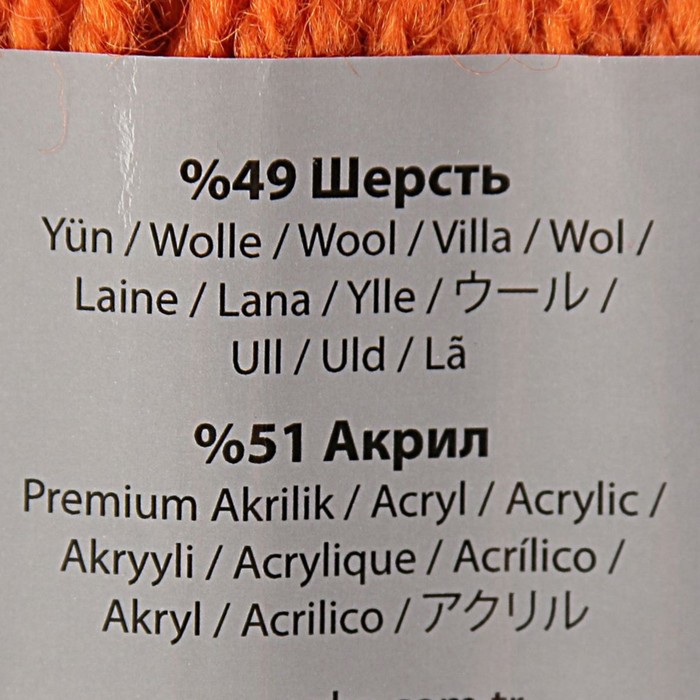 %49 Шерсть
Yün / Wolle / Wool / Villa / Wol /
Laine / Lana / Ylle / ウール /
Ull / Uld / Lã
%51 Акрил
Premium Akrilik / Acryl / Acrylic /
Akryyli / Acrylique / Acrílico /
Akryl / Acrilico / アクリル